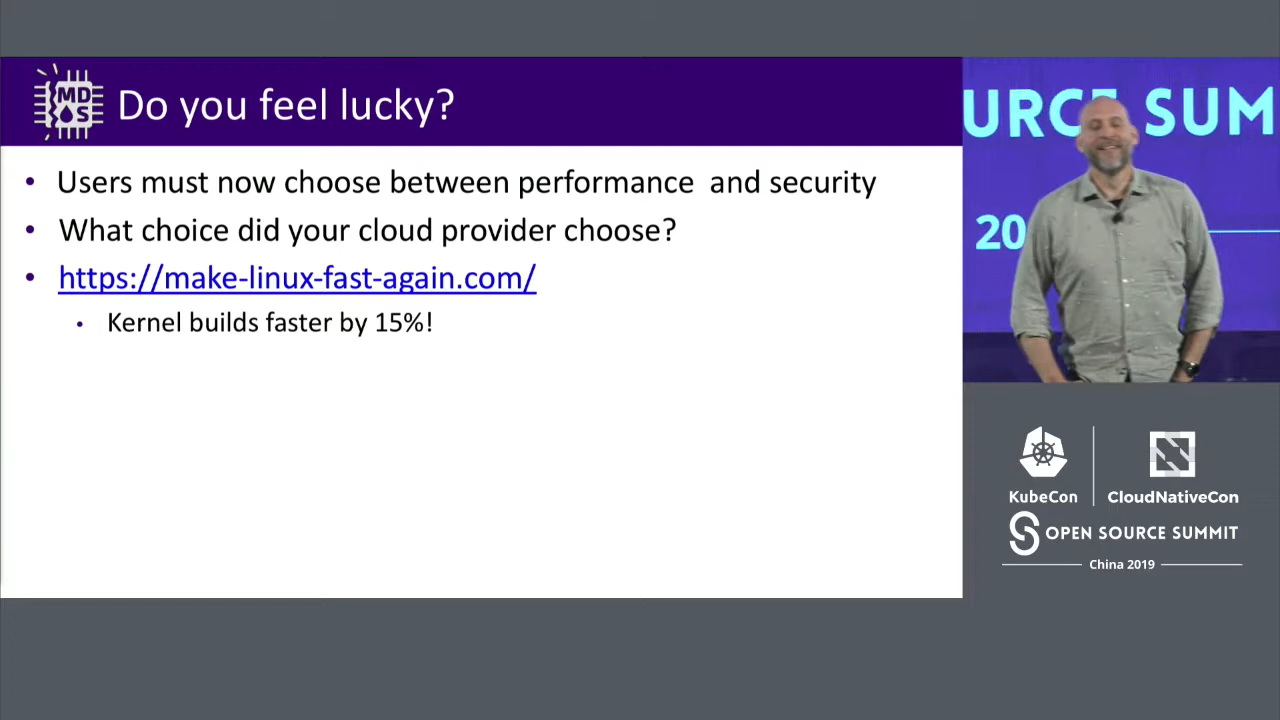 MD
S
Do you feel lucky?
• Users must now choose between performance  and security
• What choice did your cloud provider choose?
• https://make-linux-fast-again.com/
• Kernel builds faster by 15%!
URCE SUM
20
KubeCon
CloudNativeCon
OPEN SOURCE SUMMIT
China 2019